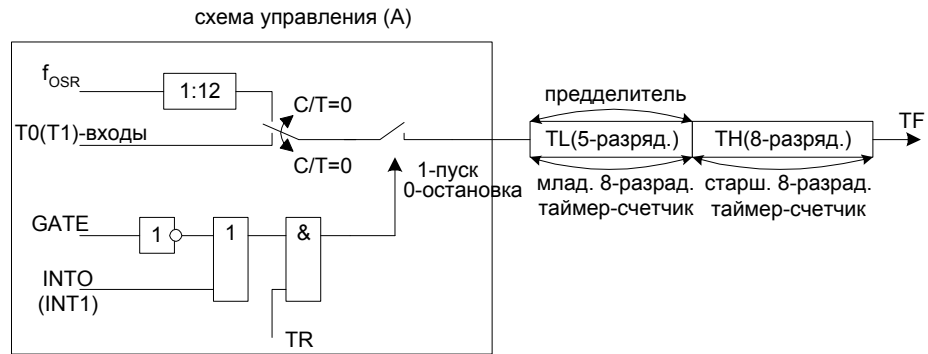 схема управления (A)
fOSR
1:12
C/T=0
T0(T1)-входы
C/T=0
1-пуск
0-остановка
GATE
1
1
&
INTO
(INT1)
TR
предделитель
TL(5-разряд.)
TH(8-разряд.)
TF
млад. 8-разрад.
таймер-счетчик
старш. 8-разрад.
таймер-счетчик